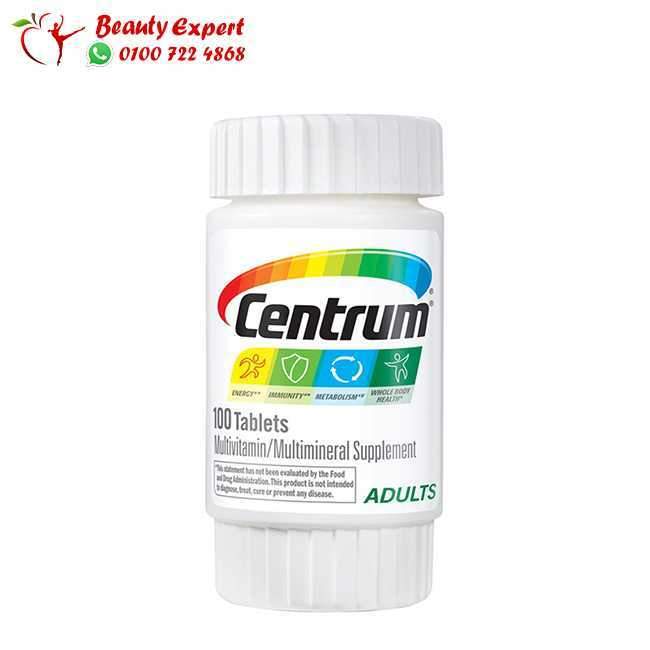 Beauty Expert
0100 722 4868
Centrum®
ENERGY
IMMUNITY
METABOLISM
WHOLE BODY
HEALTH
100 Tablets
Multivitamin/Multimineral Supplement
*This statement has not been evaluated by the Food
and Drug Administration. This product is not intended
to diagnose, treat, cure or prevent any disease.
ADULTS